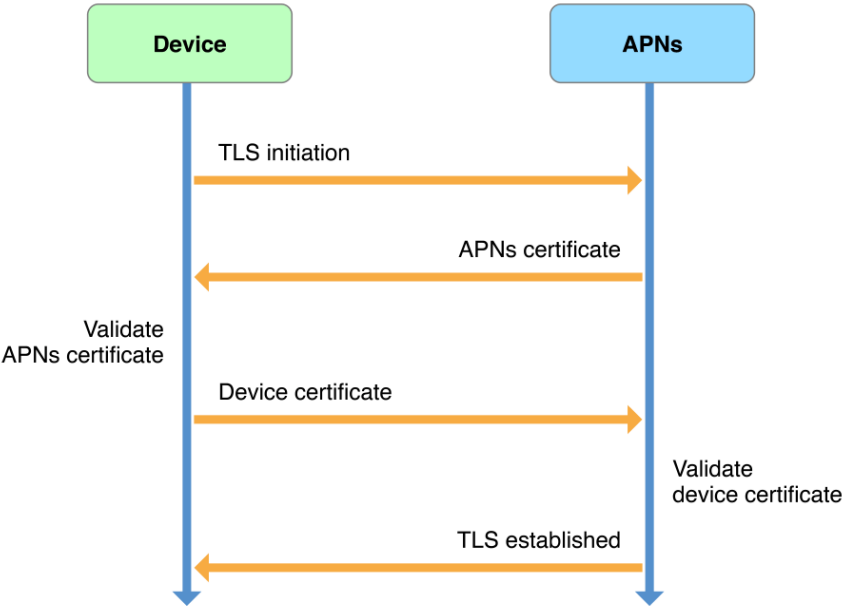 Device
APNs
TLS initiation
APNs certificate
Validate
APNs certificate
Device certificate
Validate
device certificate
TLS established